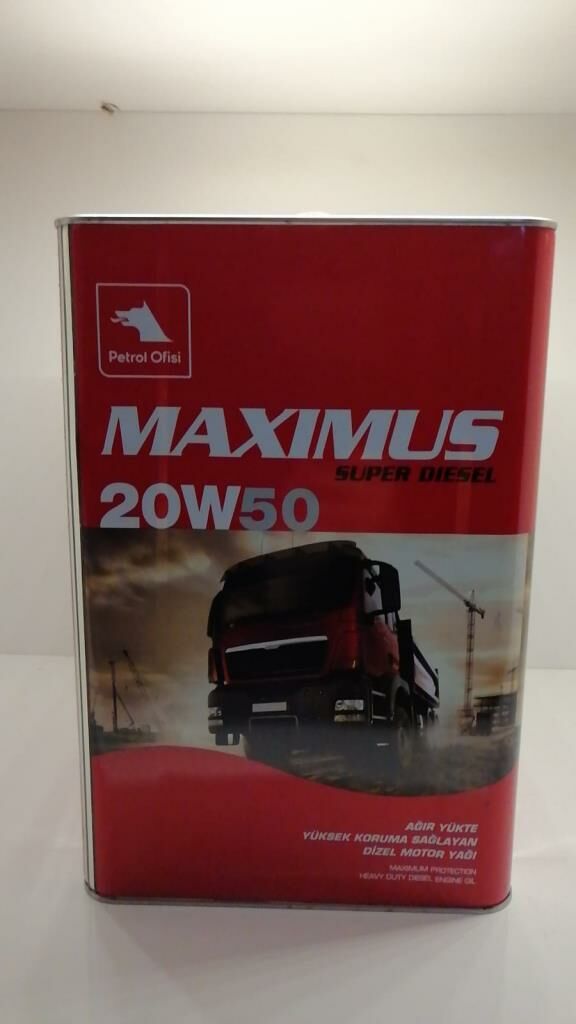 Petrol Ofisi
MAXIMUS
SUPER DIESEL
20W50
AĞIR YÜKTE
YÜKSEK KORUMA SAĞLAYAN
DİZEL MOTOR YAĞI
MAXIMUM PROTECTION
HEAVY DUTY DIESEL ENGINE OIL